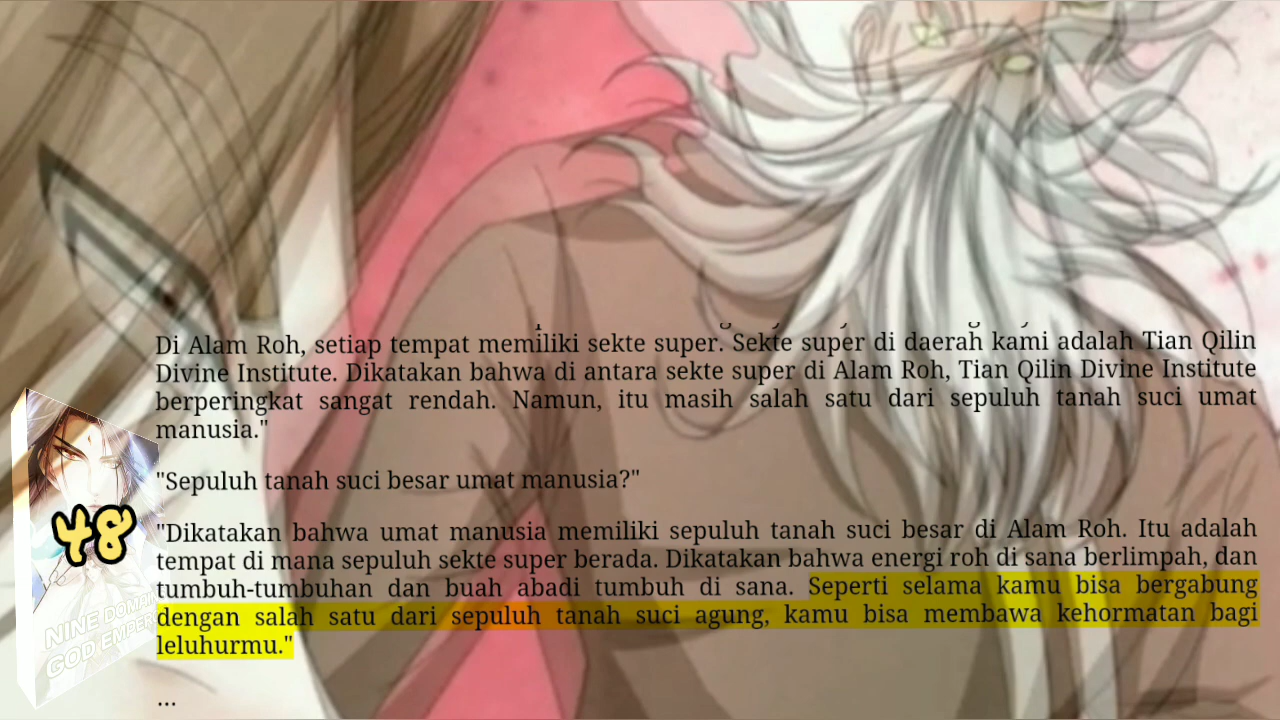 Di Alam Roh, setiap tempat memiliki sekte super. Sekte super di daerah kami adalah Tian Qilin
Divine Institute. Dikatakan bahwa di antara sekte super di Alam Roh, Tian Qilin Divine Institute
berperingkat sangat rendah. Namun, itu masih salah satu dari sepuluh tanah suci umat
manusia."
"Sepuluh tanah suci besar umat manusia?"
"Dikatakan bahwa umat manusia memiliki sepuluh tanah suci besar di Alam Roh. Itu adalah
tempat di mana sepuluh sekte super berada. Dikatakan bahwa energi roh di sana berlimpah, dan
tumbuh-tumbuhan dan buah abadi tumbuh di sana. Seperti selama kamu bisa bergabung
dengan salah satu dari sepuluh tanah suci agung, kamu bisa membawa kehormatan bagi
leluhurmu."
...
48
NINE DOMAIN
GOD EMPER